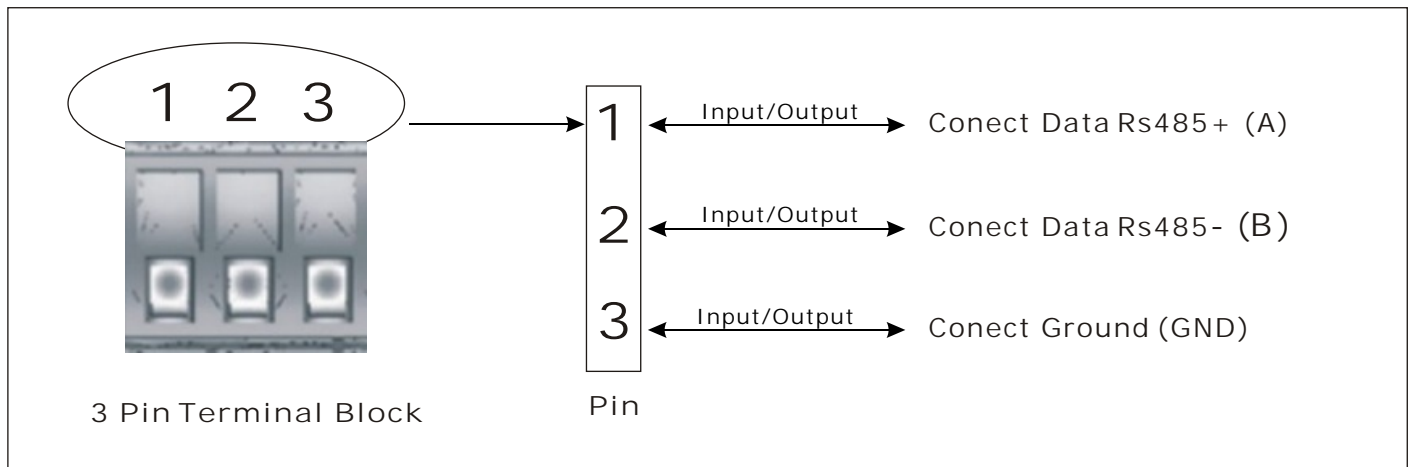 1 2 3
1 Input/Output Conect Data Rs485+ (A)
2 Input/Output Conect Data Rs485- (B)
3 Input/Output Conect Ground (GND)
3 Pin Terminal Block
Pin